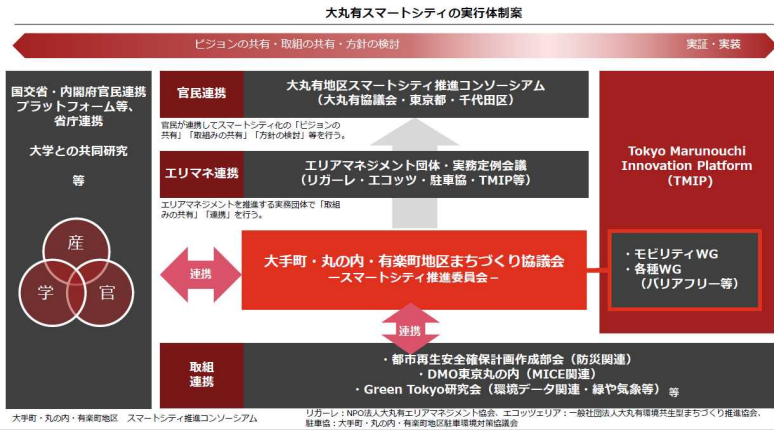 大丸有スマートシティの実行体制案
ビジョンの共有・取組の共有・方針の検討
実証・実装
国交省・内閣府官民連携
プラットフォーム等、
省庁連携
大学との共同研究
等
産
学
官
官民連携
大丸有地区スマートシティ推進コンソーシアム
（大丸有協議会・東京都・千代田区）
官民が連携してスマートシティ化の「ビジョンの
共有」「取組みの共有」「方針の検討」等を行う。
エリマネ連携
エリアマネジメント団体・実務定例会議
（リガーレ・エコッツ・駐車協・TMIP等）
エリアマネジメントを推進する実務団体で「取組
みの共有」「連携」を行う。
連携
大手町・丸の内・有楽町地区まちづくり協議会
－スマートシティ推進委員会－
連携
Tokyo Marunouchi
Innovation Platform
（TMIP）
・モビリティWG
・各種WG
（バリアフリー等）
取組
連携
・都市再生安全確保計画作成部会（防災関連）
・DMO東京丸の内（MICE関連）
・Green Tokyo研究会（環境データ関連・緑や気象等）等
大手町・丸の内・有楽町地区　スマートシティ推進コンソーシアム
リガーレ：NPO法人大丸有エリアマネジメント協会、エコッツェリア：一般社団法人大丸有環境共生型まちづくり推進協会、
駐車協：大手町・丸の内・有楽町地区駐車環境対策協議会